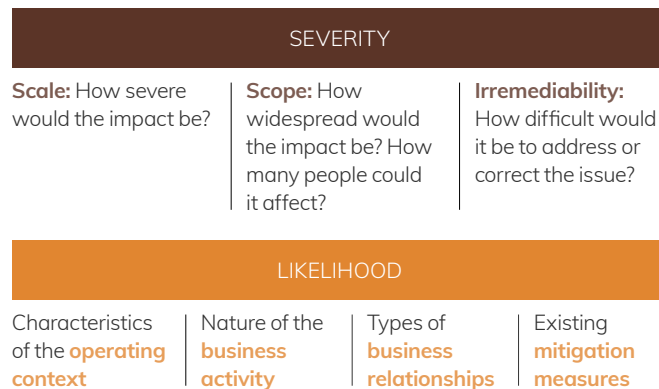 SEVERITY
Scale: How severe
would the impact be?
Scope: How
widespread would
the impact be? How
many people could
it affect?
Irremediability:
How difficult would
it be to address or
correct the issue?
LIKELIHOOD
Characteristics
of the operating
context
Nature of the
business
activity
Types of
business
relationships
Existing
mitigation
measures